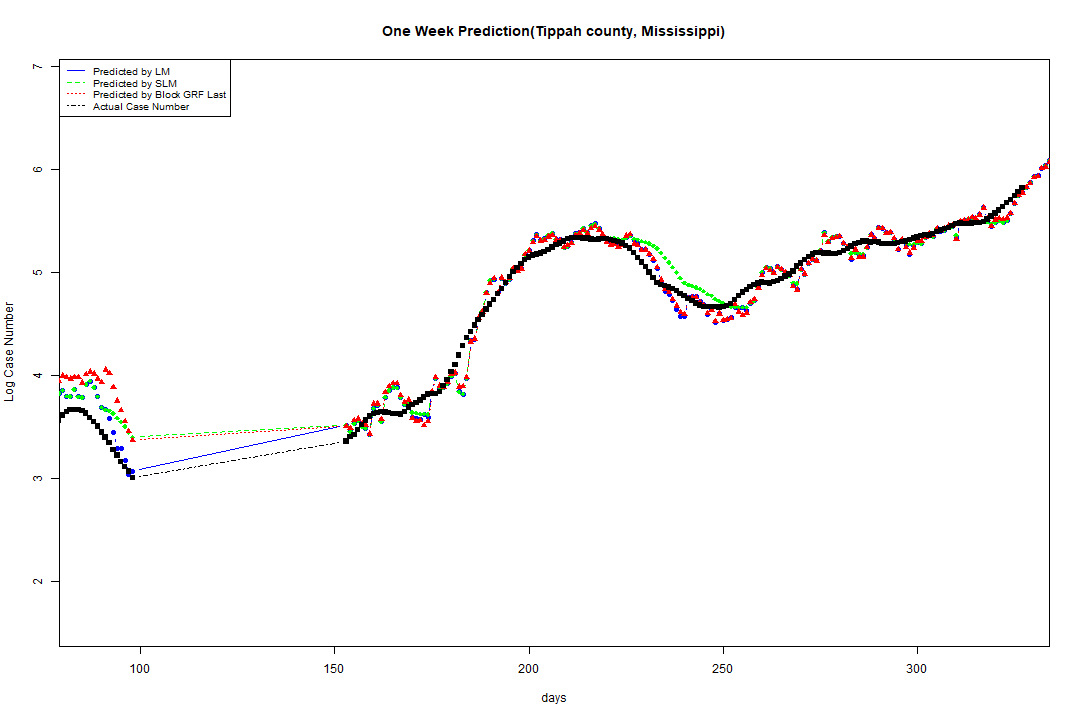 One Week Prediction(Tippah county, Mississippi)
Predicted by LM
Predicted by SLM
Predicted by Block GRF Last
Actual Case Number
7
6
5
4
3
2
Log Case Number
100 150 200 250 300
days